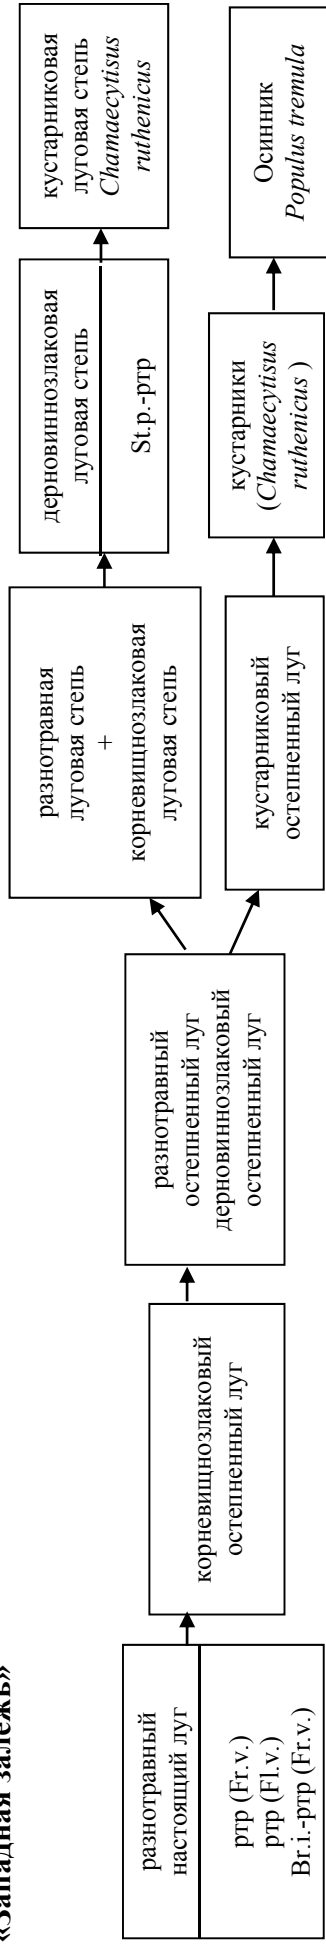 «Западная залежь»
разнотравный
настоящий луг
ртр (Fr.v.)
ртр (Fl.v.)
Br.i.-ртр (Fr.v.)
корневищнозлаковый
остепненный луг
разнотравный
остепненный луг
дерновиннозлаковый
остепненный луг
разнотравная
луговая степь
+
корневищнозлаковая
луговая степь
дерновиннозлаковая
луговая степь
St.p.-ртр
кустарниковая
луговая степь
Chamaecytisus
ruthenicus
кустарниковый
остепненный луг
кустарники
(Chamaecytisus
ruthenicus )
Осинник
Populus tremula